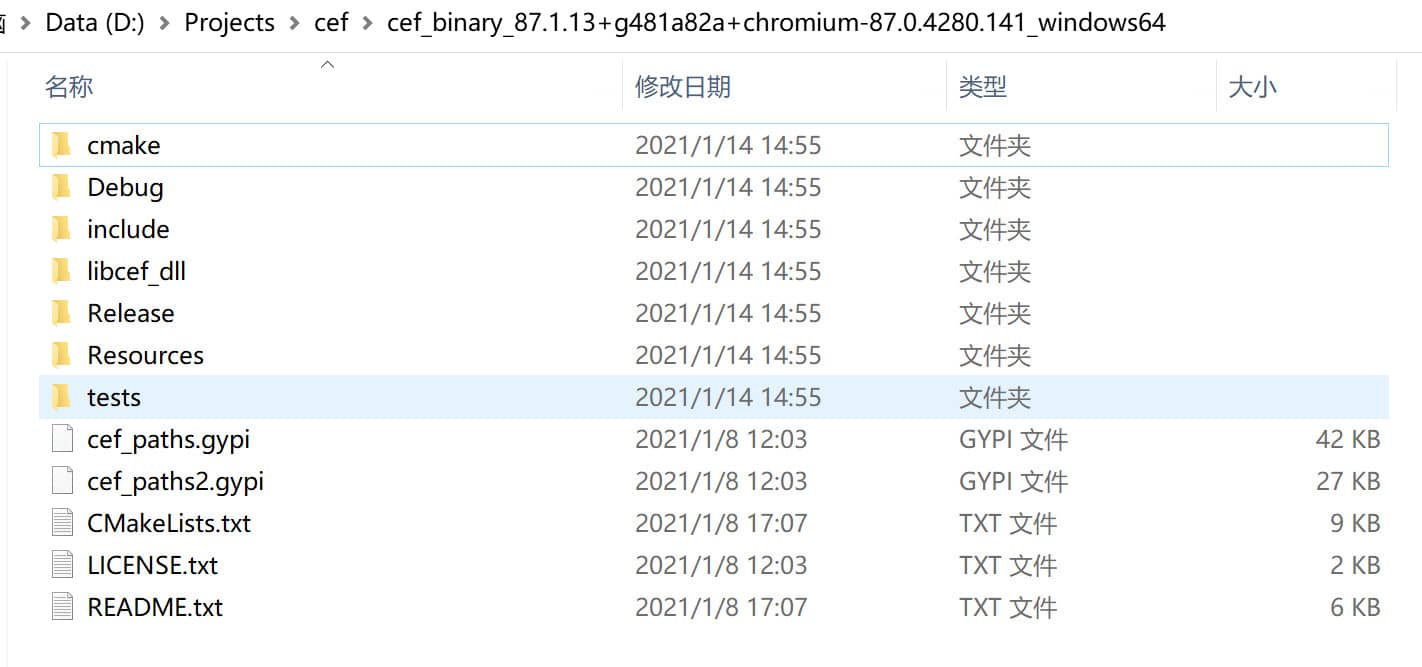 Data (D:) > Projects > cef > cef_binary_87.1.13+g481a82a+chromium-87.0.4280.141_windows64
名称 修改日期 类型 大小
cmake 2021/1/14 14:55 文件夹
Debug 2021/1/14 14:55 文件夹
include 2021/1/14 14:55 文件夹
libcef_dll 2021/1/14 14:55 文件夹
Release 2021/1/14 14:55 文件夹
Resources 2021/1/14 14:55 文件夹
tests 2021/1/14 14:55 文件夹
cef_paths.gypi 2021/1/8 12:03 GYPI 文件 42 KB
cef_paths2.gypi 2021/1/8 12:03 GYPI 文件 27 KB
CMakeLists.txt 2021/1/8 17:07 TXT 文件 9 KB
LICENSE.txt 2021/1/8 12:03 TXT 文件 2 KB
README.txt 2021/1/8 17:07 TXT 文件 6 KB